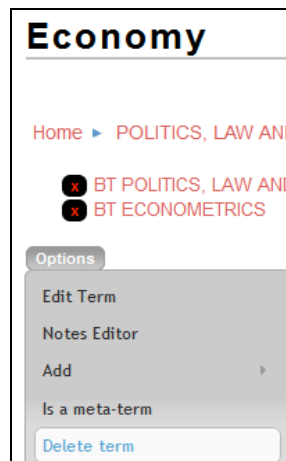 Economy
Home ► POLITICS, LAW AN
x BT POLITICS, LAW AND
x BT ECONOMETRICS
Options
Edit Term
Notes Editor
Add
Is a meta-term
Delete term